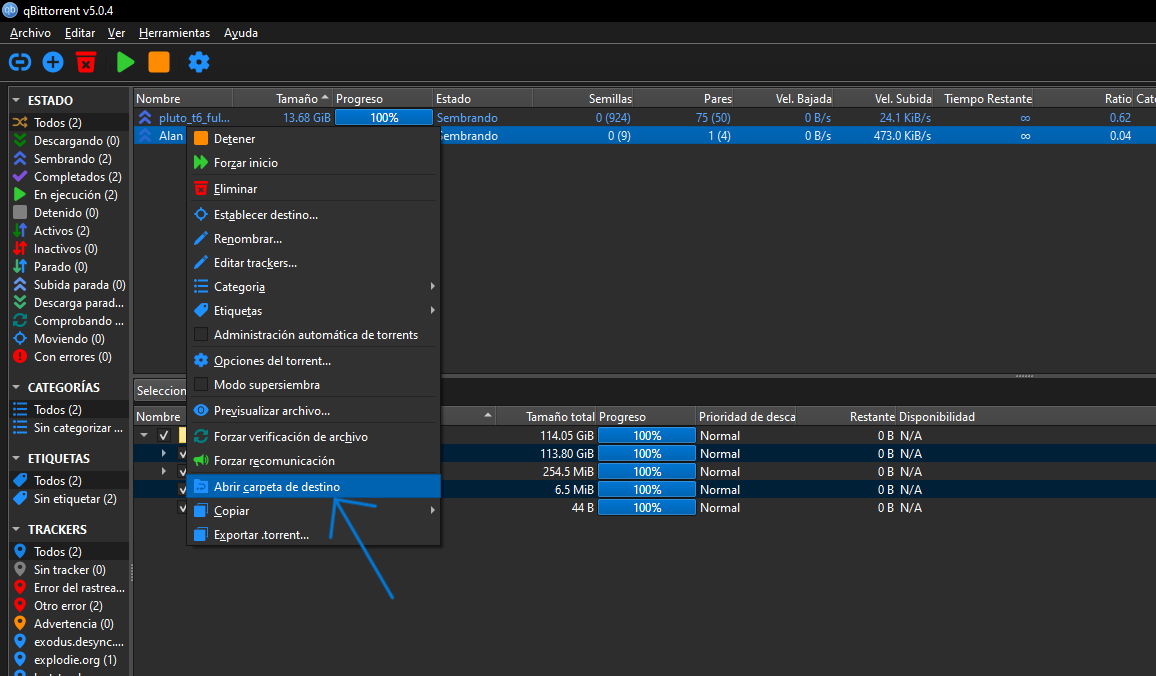 qBittorrent v5.0.4
Archivo Editar Ver Herramientas Ayuda
ESTADO
Todos (2)
Descargando (0)
Sembrando (2)
Completados (2)
En ejecución (2)
Detenido (0)
Activos (2)
Inactivos (0)
Parado (0)
Subida parada (0)
Descarga parad...
Comprobando ...
Moviendo (0)
Con errores (0)
CATEGORÍAS
Todos (2)
Sin categorizar ...
ETIQUETAS
Todos (2)
Sin etiquetar (2)
TRACKERS
Todos (2)
Sin tracker (0)
Error del rastrea...
Otro error (2)
Advertencia (0)
exodus.desync....
explodie.org (1)
Nombre Tamaño Progreso Estado Semillas Pares Vel. Bajada Vel. Subida Tiempo Restante Ratio Cate
pluto_t6_ful... 13.68 GiB 100% Sembrando 0 (924) 75 (50) 0 B/s 24.1 KiB/s ∞ 0.62
Alan Sembrando 0 (9) 1 (4) 0 B/s 473.0 KiB/s ∞ 0.04
Detener
Forzar inicio
Eliminar
Establecer destino...
Renombrar...
Editar trackers...
Categoria
Etiquetas
Administración automática de torrents
Opciones del torrent...
Modo supersiembra
Previsualizar archivo...
Forzar verificación de archivo
Forzar recomunicación
Abrir carpeta de destino
Copiar
Exportar .torrent...
Seleccion
Nombre Tamaño total Progreso Prioridad de desca Restante Disponibilidad
114.05 GiB 100% Normal 0 B N/A
113.80 GiB 100% Normal 0 B N/A
254.5 MiB 100% Normal 0 B N/A
6.5 MiB 100% Normal 0 B N/A
44 B 100% Normal 0 B N/A